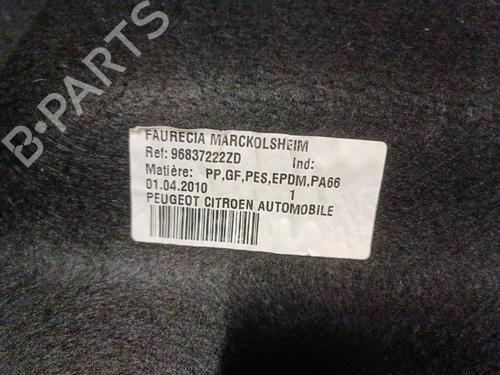 B-PARTS
FAURECIA MARCKOLSHEIM
Ref: 96837222ZD Ind:
Matière: PP,GF,PES,EPDM,PA66
01.04.2010 1
PEUGEOT CITROEN AUTOMOBILE